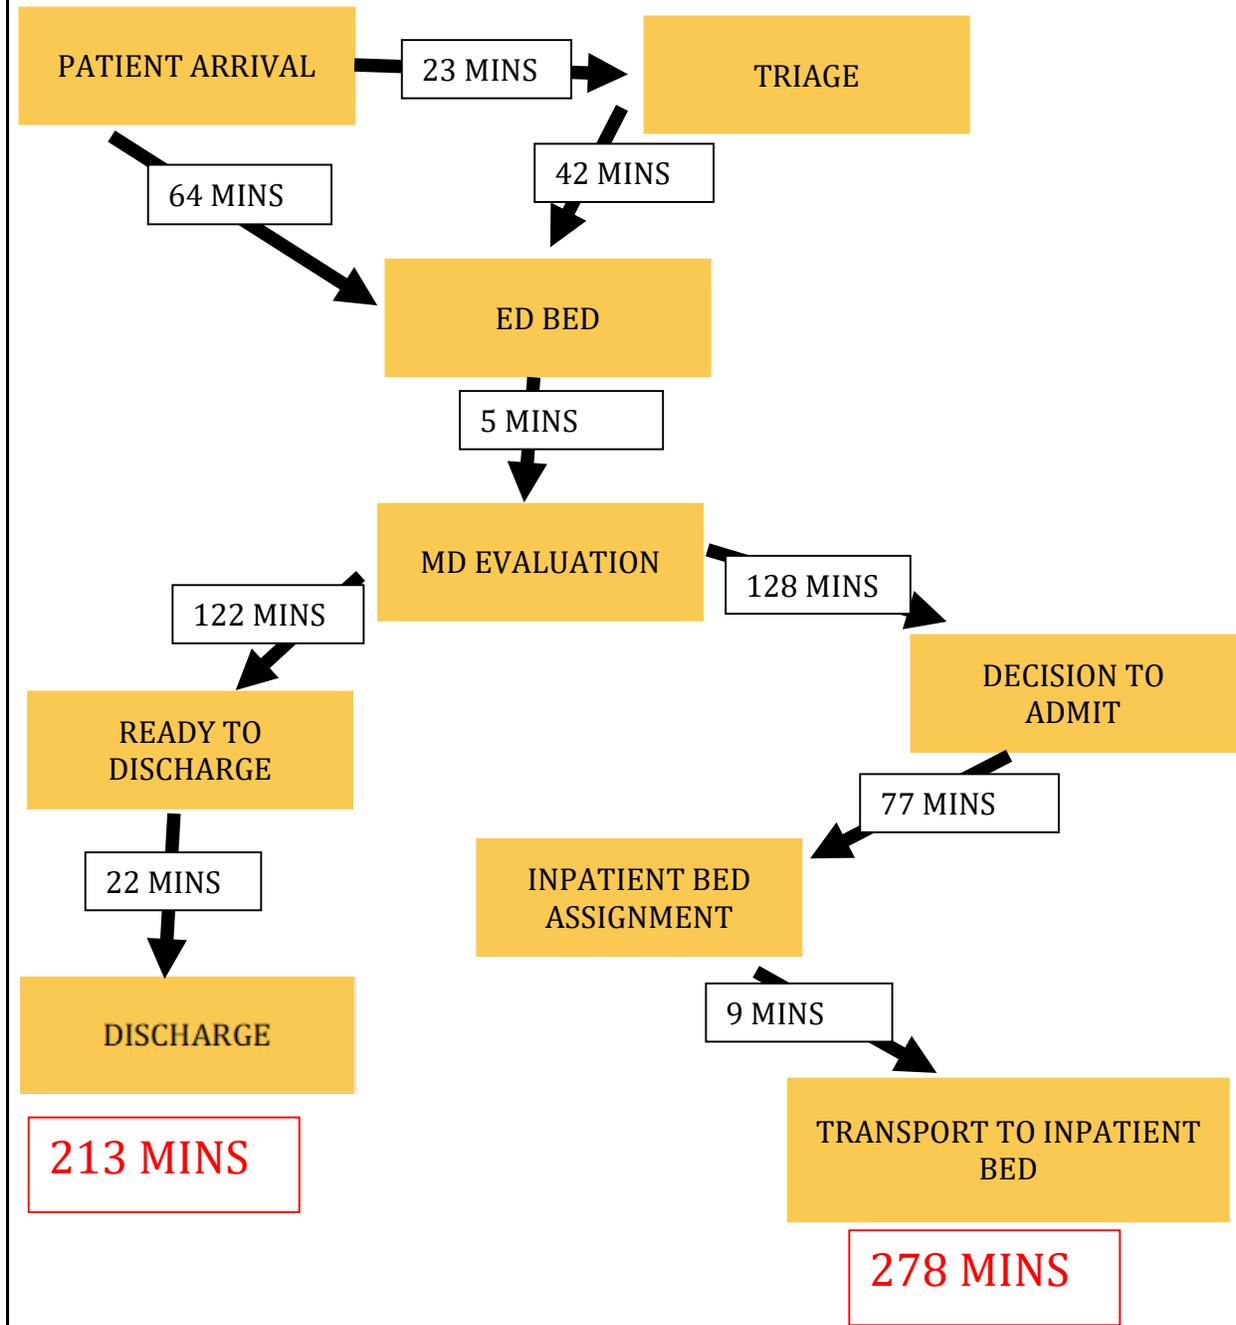 PATIENT ARRIVAL
23 MINS
TRIAGE
64 MINS
42 MINS
ED BED
5 MINS
MD EVALUATION
122 MINS
128 MINS
READY TO
DISCHARGE
DECISION TO
ADMIT
77 MINS
22 MINS
INPATIENT BED
ASSIGNMENT
DISCHARGE
9 MINS
213 MINS
TRANSPORT TO INPATIENT
BED
278 MINS